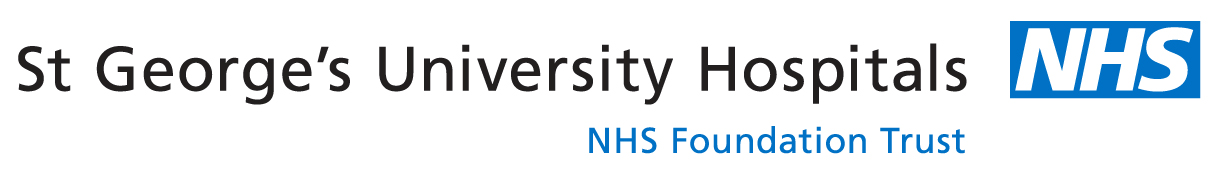 St George’s University Hospitals NHS
NHS Foundation Trust